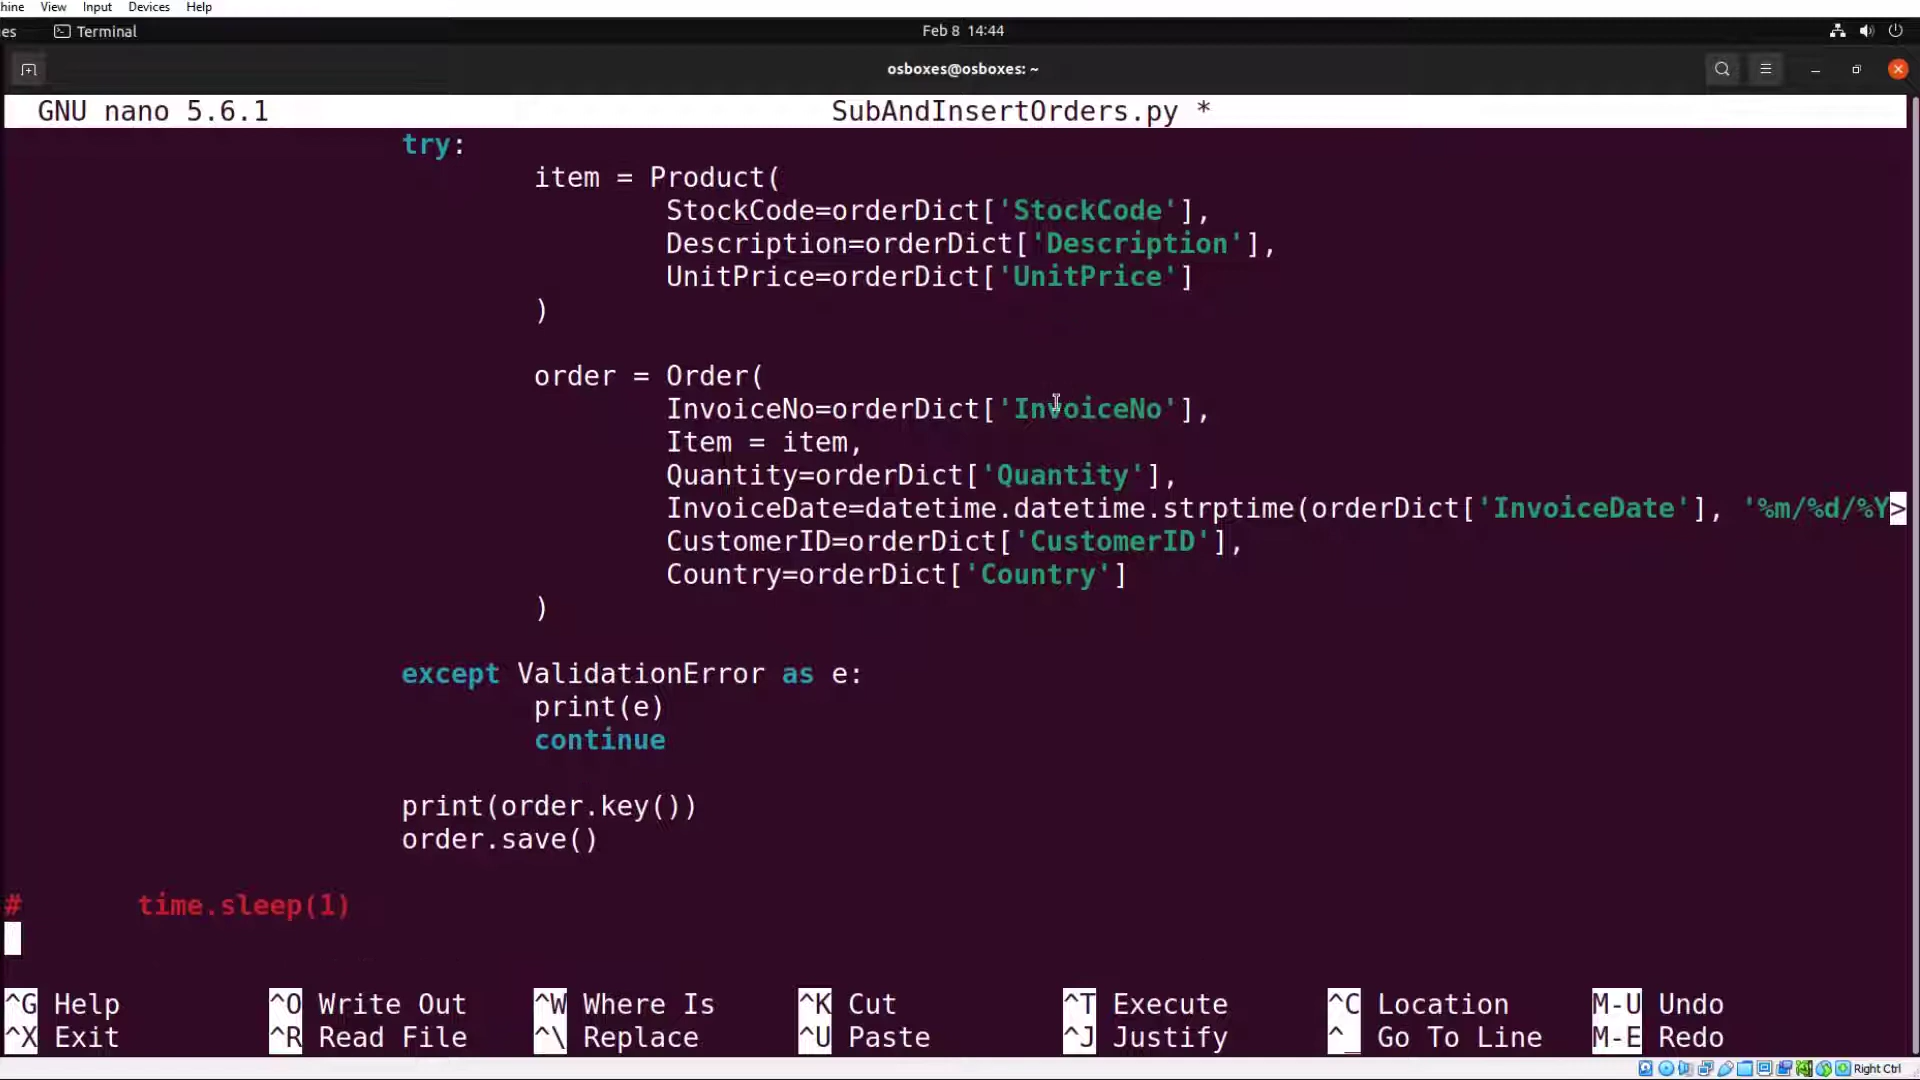 hine View Input Devices Help
es Terminal Feb 8 14:44
osboxes@osboxes: ~
GNU nano 5.6.1 SubAndInsertOrders.py *
try:
item = Product(
StockCode=orderDict['StockCode'],
Description=orderDict['Description'],
UnitPrice=orderDict['UnitPrice']
)
order = Order(
InvoiceNo=orderDict['InvoiceNo'],
Item = item,
Quantity=orderDict['Quantity'],
InvoiceDate=datetime.datetime.strptime(orderDict['InvoiceDate'], '%m/%d/%Y>
CustomerID=orderDict['CustomerID'],
Country=orderDict['Country']
)
except ValidationError as e:
print(e)
continue
print(order.key())
order.save()
# time.sleep(1)
^G Help ^O Write Out ^W Where Is ^K Cut ^T Execute ^C Location M-U Undo
^X Exit ^R Read File ^\ Replace ^U Paste ^J Justify ^_ Go To Line M-E Redo
Right Ctrl